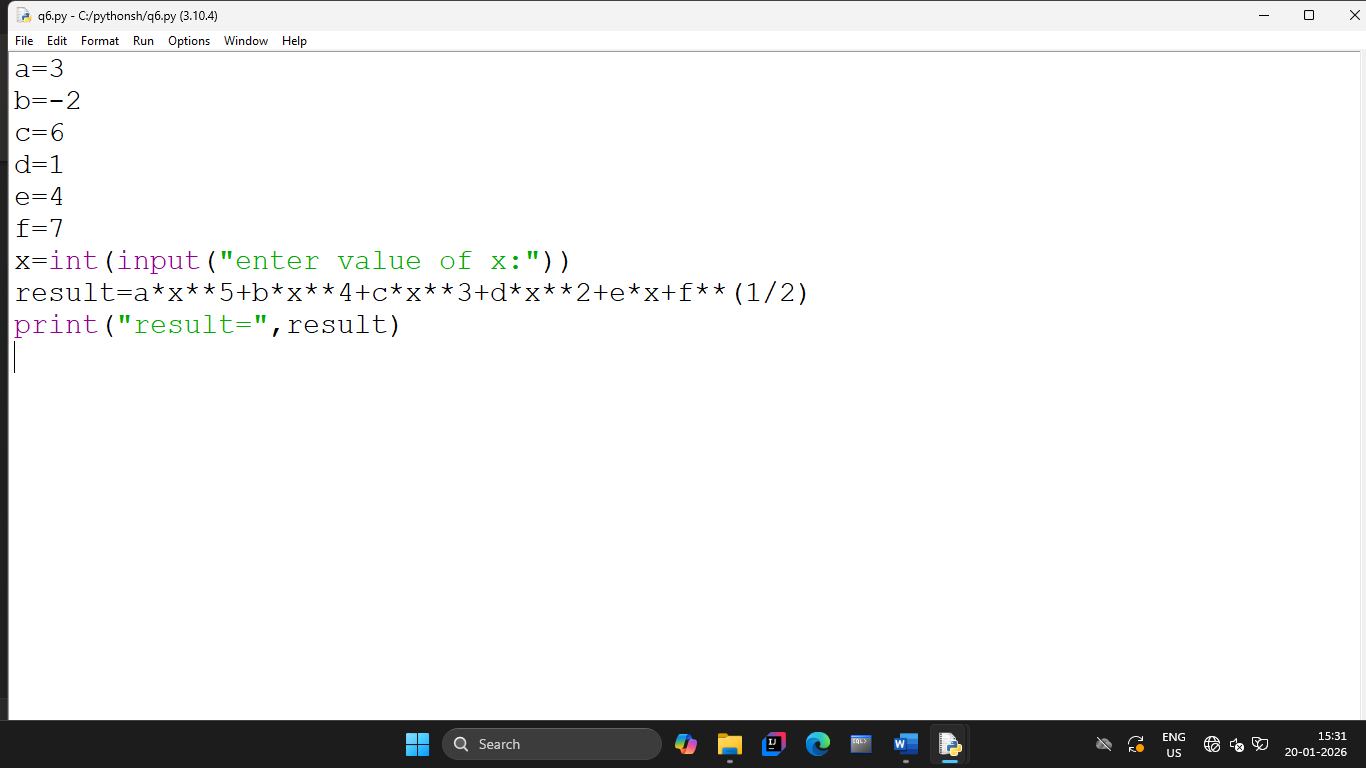 q6.py - C:/pythonsh/q6.py (3.10.4)
File Edit Format Run Options Window Help
a=3
b=-2
c=6
d=1
e=4
f=7
x=int(input("enter value of x:"))
result=a*x**5+b*x**4+c*x**3+d*x**2+e*x+f**(1/2)
print("result=",result)
Search
ENG
US
15:31
20-01-2026